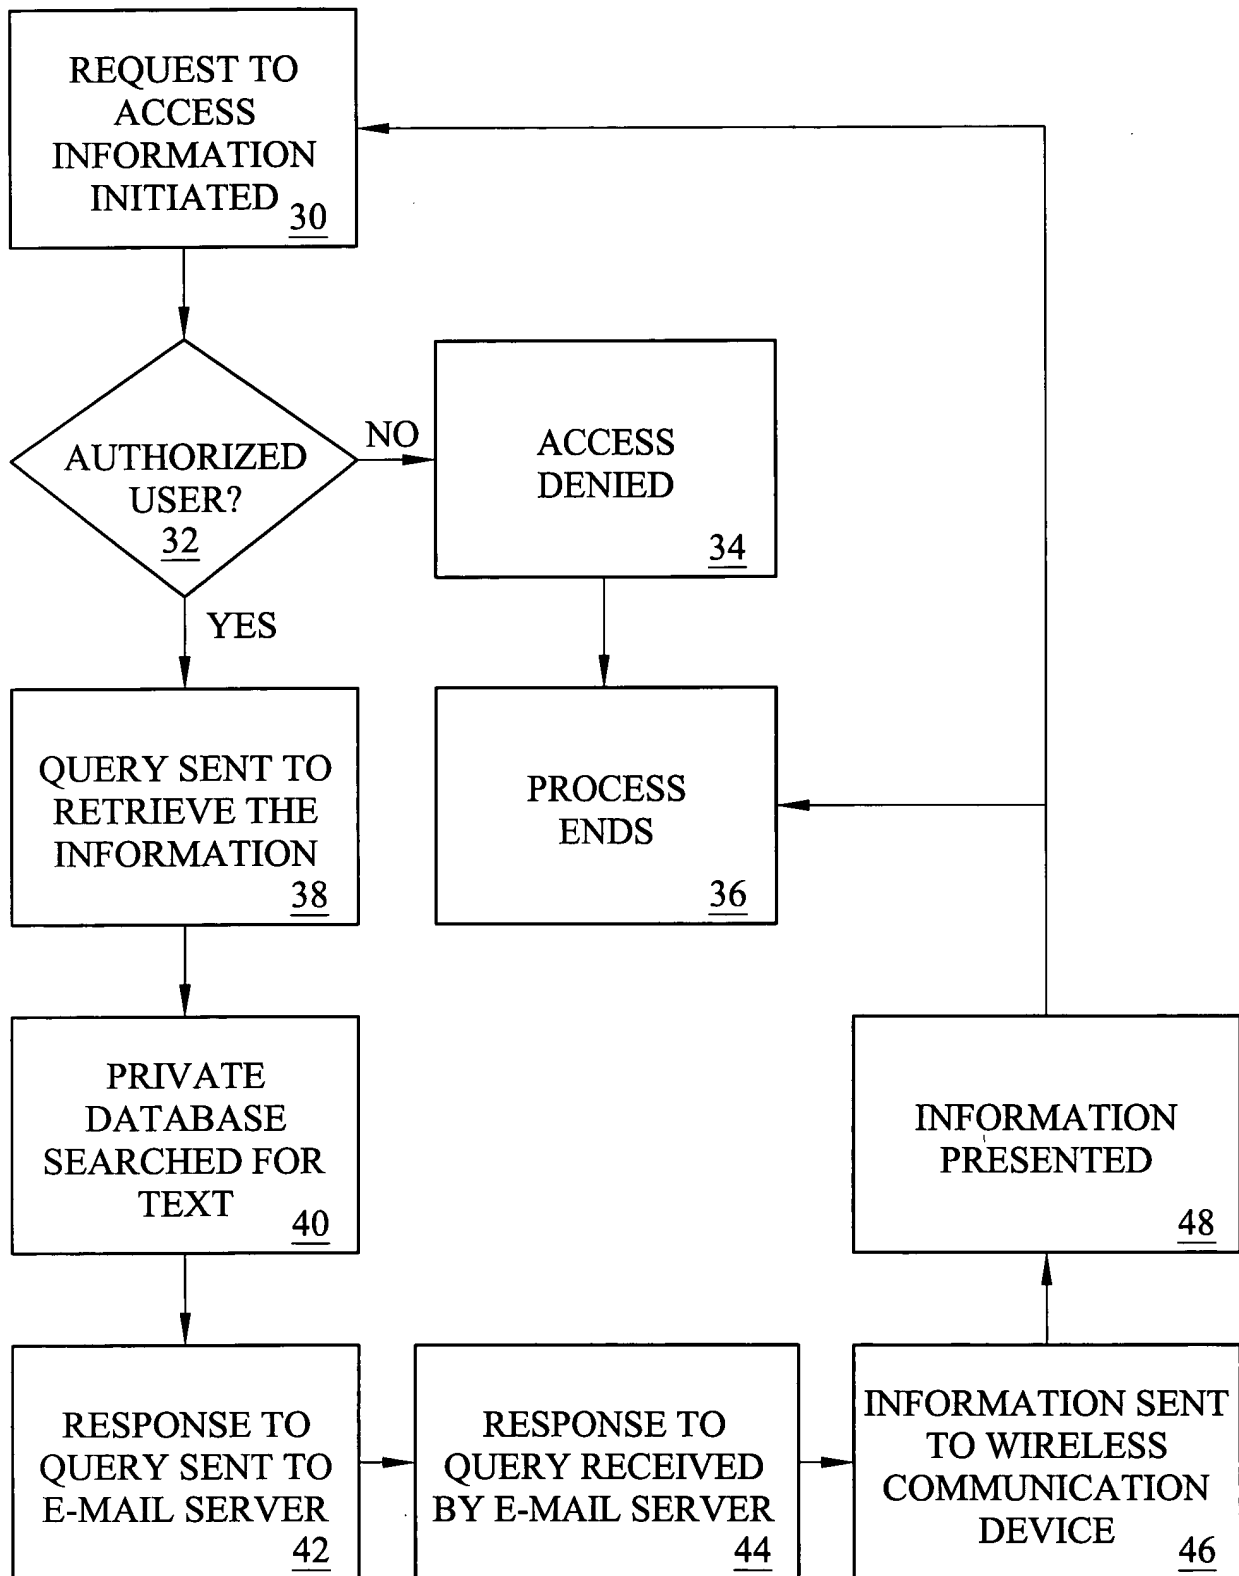 REQUEST TO
ACCESS
INFORMATION
INITIATED
30
AUTHORIZED
USER?
32
NO
ACCESS
DENIED
34
YES
QUERY SENT TO
RETRIEVE THE
INFORMATION
38
PROCESS
ENDS
36
PRIVATE
DATABASE
SEARCHED FOR
TEXT
40
INFORMATION
PRESENTED
48
RESPONSE TO
QUERY SENT TO
E-MAIL SERVER
42
RESPONSE TO
QUERY RECEIVED
BY E-MAIL SERVER
44
INFORMATION SENT
TO WIRELESS
COMMUNICATION
DEVICE
46